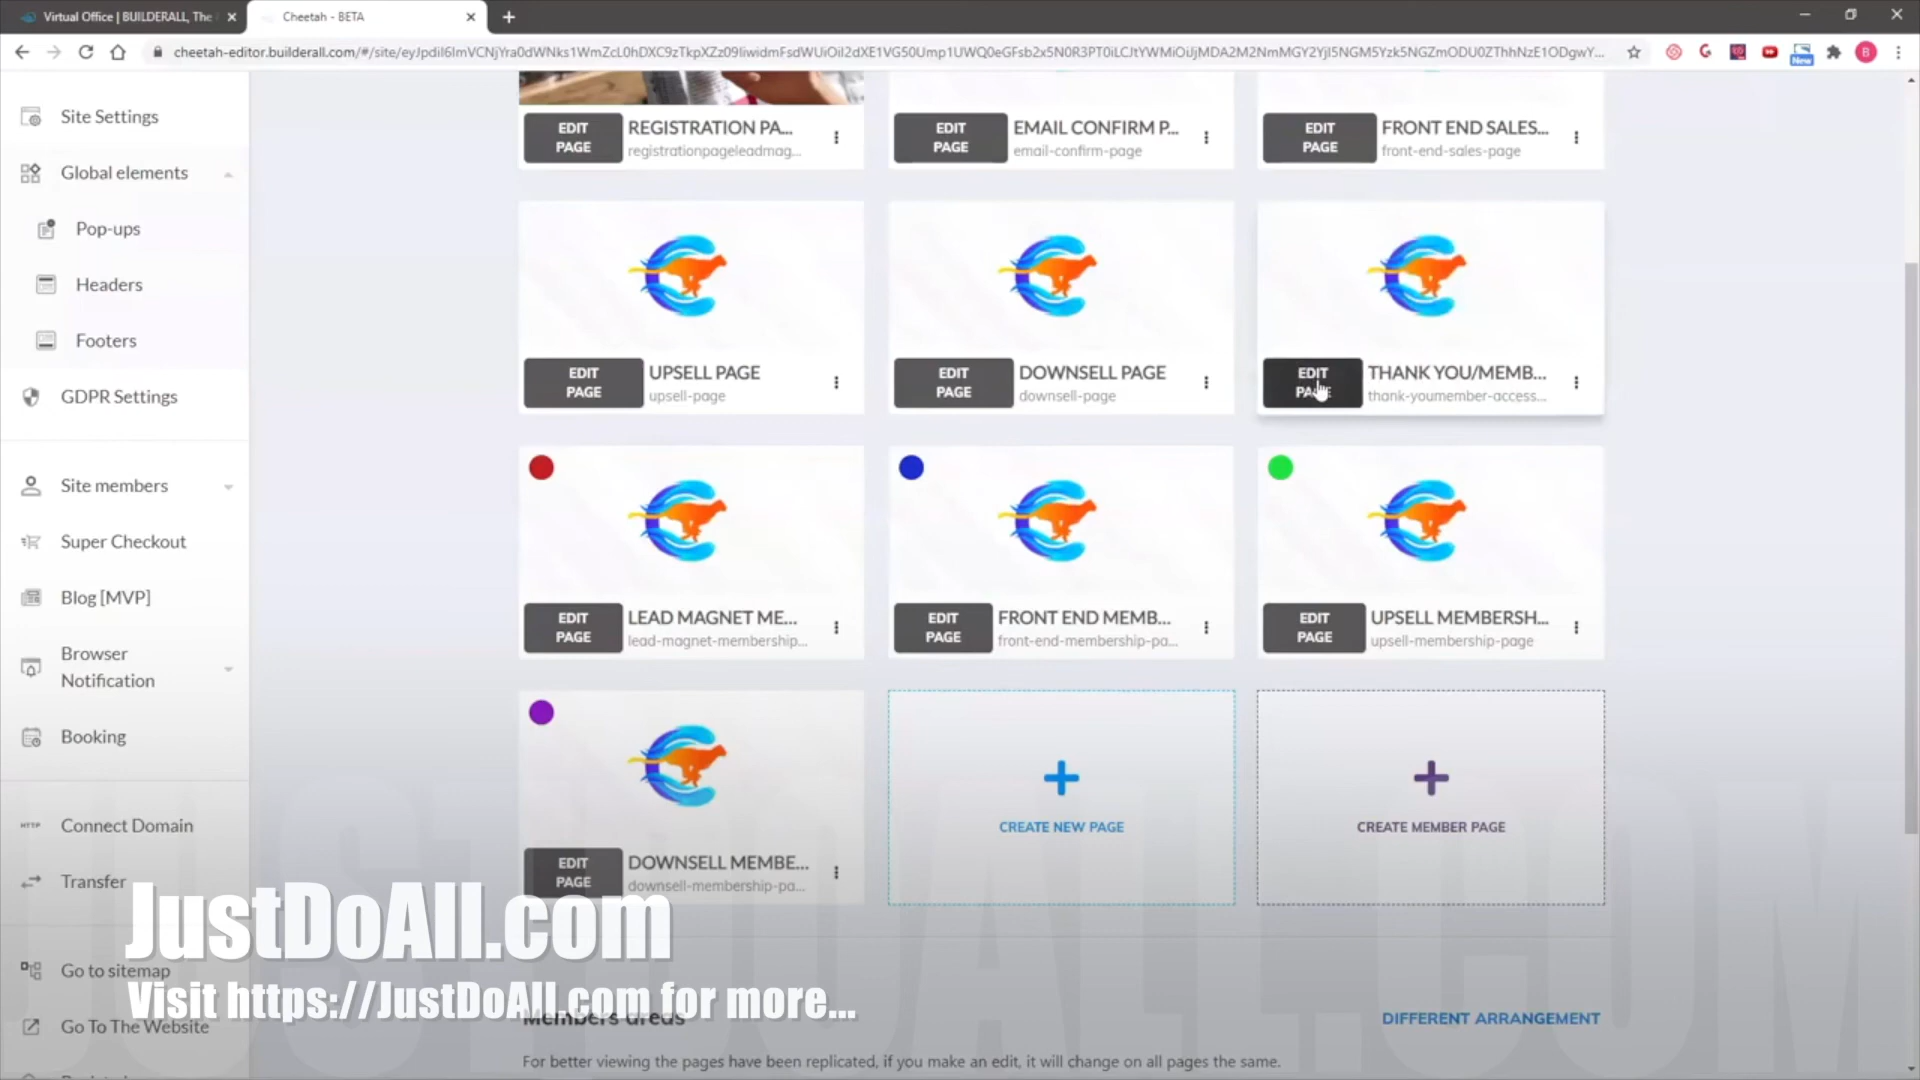 Virtual Office | BUILDERALL, The
Cheetah - BETA
Site Settings
Global elements
Pop-ups
Headers
Footers
GDPR Settings
Site members
Super Checkout
Blog [MVP]
Browser
Notification
Booking
HTTP
Connect Domain
Transfer
Go to sitemap
Go To The Website
New
B
EDIT
PAGE
REGISTRATION PA...
registrationpageleadmag...
EDIT
PAGE
EMAIL CONFIRM P...
email-confirm-page
EDIT
PAGE
FRONT END SALES...
front-end-sales-page
EDIT
PAGE
UPSELL PAGE
upsell-page
EDIT
PAGE
DOWNSELL PAGE
downsell-page
EDIT
PAGE
THANK YOU/MEMB...
thank-youmember-access...
EDIT
PAGE
LEAD MAGNET ME...
lead-magnet-membership...
EDIT
PAGE
FRONT END MEMB...
front-end-membership-pa...
EDIT
PAGE
UPSELL MEMBERSH...
upsell-membership-page
EDIT
PAGE
DOWNSELL MEMBE...
downsell-membership-pa...
CREATE NEW PAGE
CREATE MEMBER PAGE
JustDoAll.com
Visit https://JustDoAll.com for more...
JUSTDOALL.COM
Members areas
DIFFERENT ARRANGEMENT
For better viewing the pages have been replicated, if you make an edit, it will change on all pages the same.